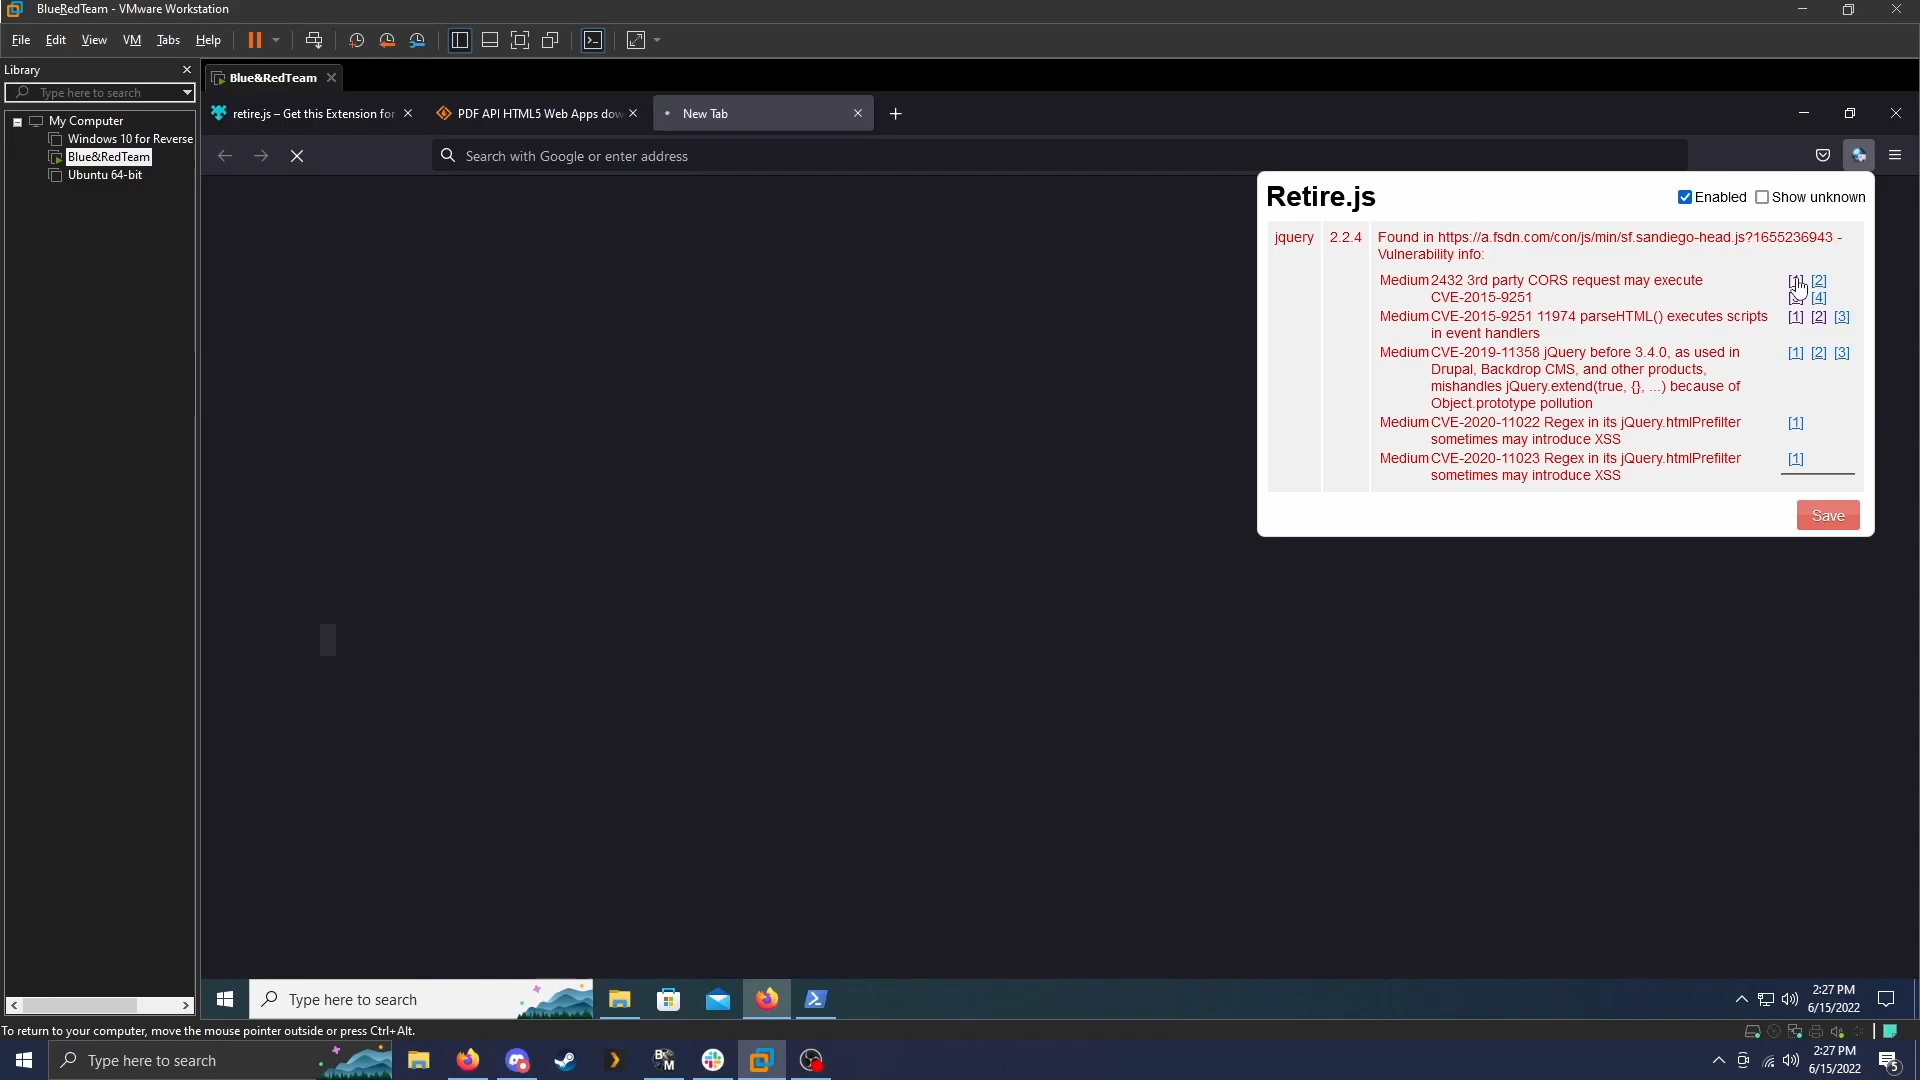 BlueRedTeam - VMware Workstation
File Edit View VM Tabs Help
Library
Type here to search
My Computer
Windows 10 for Reverse
Blue&RedTeam
Ubuntu 64-bit
Blue&RedTeam
retire.js – Get this Extension for
PDF API HTML5 Web Apps dow
New Tab
Search with Google or enter address
Retire.js
Enabled
Show unknown
jquery 2.2.4 Found in https://a.fsdn.com/con/js/min/sf.sandiego-head.js?1655236943 -
Vulnerability info:
Medium 2432 3rd party CORS request may execute [1] [2]
CVE-2015-9251 [4]
Medium CVE-2015-9251 11974 parseHTML() executes scripts [1] [2] [3]
in event handlers
Medium CVE-2019-11358 jQuery before 3.4.0, as used in [1] [2] [3]
Drupal, Backdrop CMS, and other products,
mishandles jQuery.extend(true, {}, ...) because of
Object.prototype pollution
Medium CVE-2020-11022 Regex in its jQuery.htmlPrefilter [1]
sometimes may introduce XSS
Medium CVE-2020-11023 Regex in its jQuery.htmlPrefilter [1]
sometimes may introduce XSS
Save
Type here to search
2:27 PM
6/15/2022
To return to your computer, move the mouse pointer outside or press Ctrl+Alt.
Type here to search
2:27 PM
6/15/2022
5